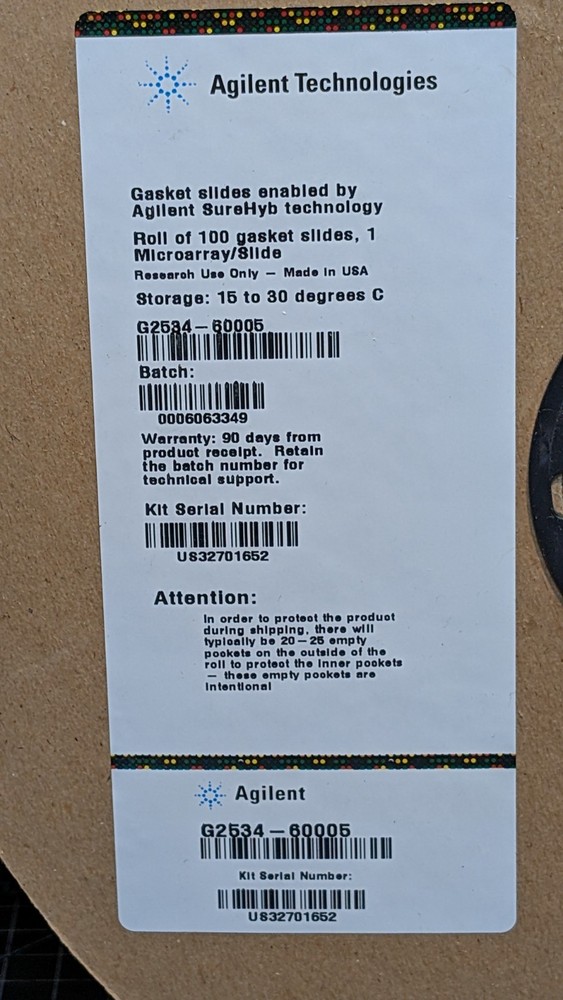 Agilent Technologies
Gasket slides enabled by
Agilent SureHyb technology
Roll of 100 gasket slides, 1
Microarray/Slide
Research Use Only — Made in USA
Storage: 15 to 30 degrees C
G2534-60005
Batch:
0006063349
Warranty: 90 days from
product receipt. Retain
the batch number for
technical support.
Kit Serial Number:
US32701652
Attention:
In order to protect the product
during shipping, there will
typically be 20-25 empty
pockets on the outside of the
roll to protect the inner pockets
— these empty pockets are
intentional
Agilent
G2534-60005
Kit Serial Number:
US32701652